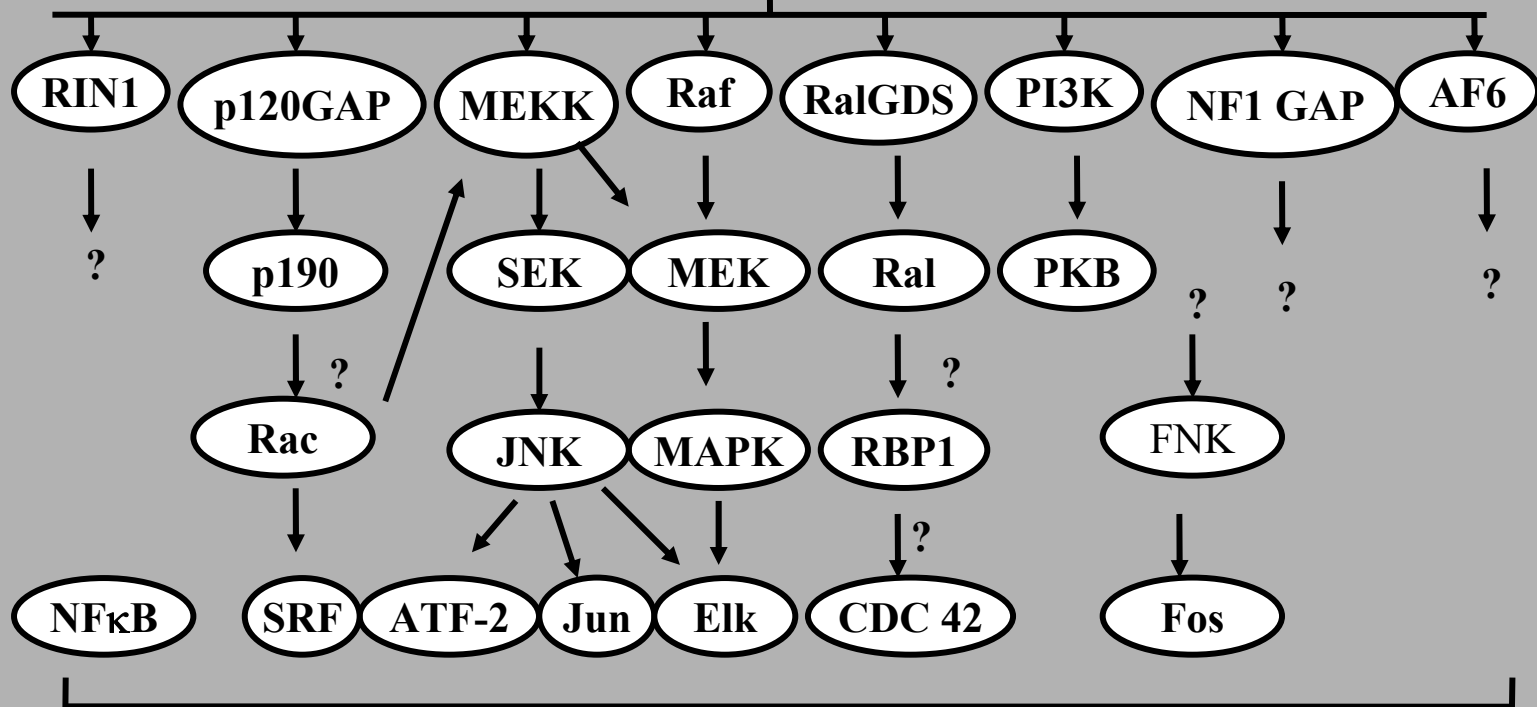 RIN1 p120GAP MEKK Raf RalGDS PI3K NF1 GAP AF6
? p190 SEK MEK Ral PKB ? ? ?
? ?
Rac JNK MAPK RBP1 FNK
?
NFκB SRF ATF-2 Jun Elk CDC 42 Fos